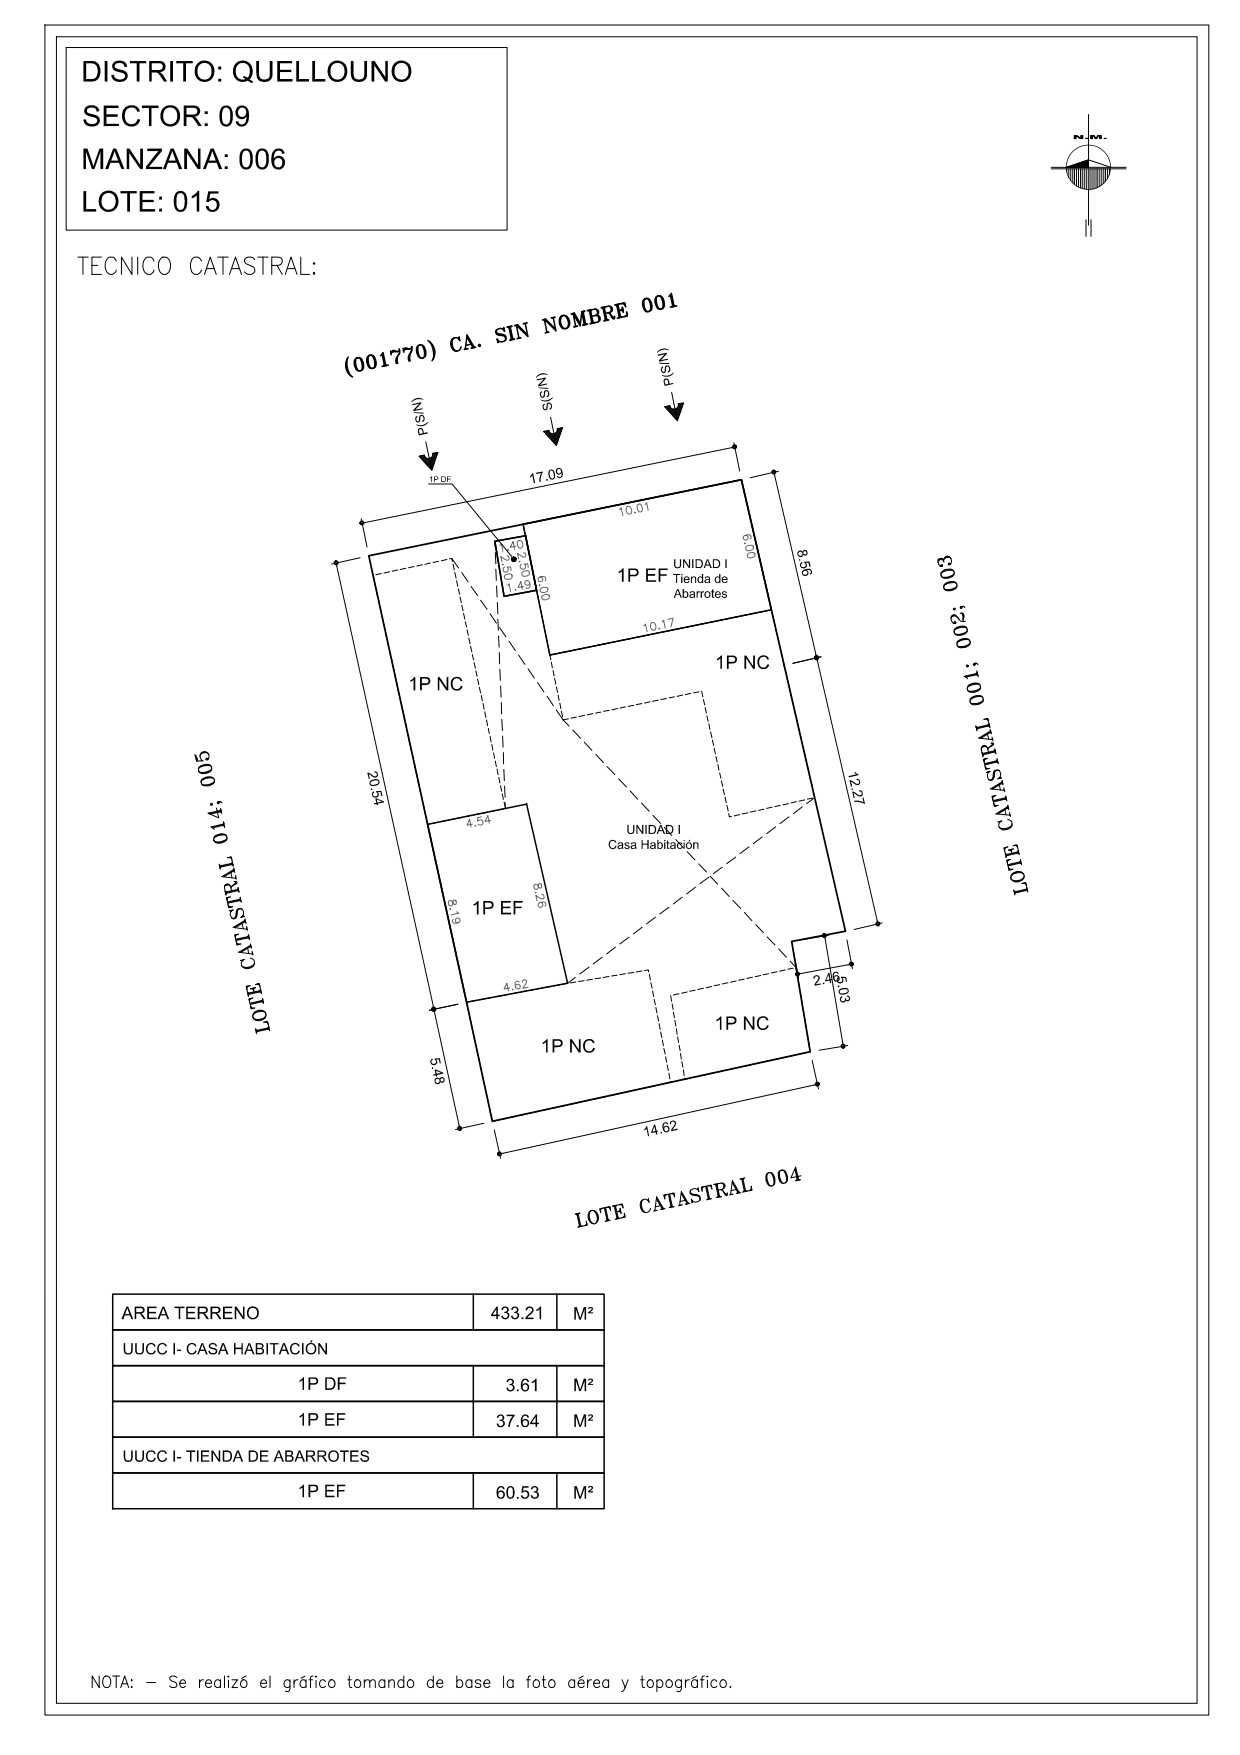 DISTRITO: QUELLOUNO
SECTOR: 09
MANZANA: 006
LOTE: 015
N.M.
TECNICO CATASTRAL:
(001770) CA. SIN NOMBRE 001
P(S/N)
S(S/N)
P(S/N)
1P DF
17.09
10.01
6.00
8.56
1.40
2.50
2.50
1.49
6.00
1P EF
UNIDAD I
Tienda de
Abarrotes
10.17
1P NC
1P NC
20.54
12.27
LOTE CATASTRAL 014; 005
LOTE CATASTRAL 001; 002; 003
4.54
UNIDAD I
Casa Habitación
8.19
1P EF
8.26
4.62
2.46
5.03
1P NC
1P NC
5.48
14.62
LOTE CATASTRAL 004
AREA TERRENO 433.21 M²
UUCC I- CASA HABITACIÓN
1P DF 3.61 M²
1P EF 37.64 M²
UUCC I- TIENDA DE ABARROTES
1P EF 60.53 M²
NOTA: - Se realizó el gráfico tomando de base la foto aérea y topográfico.